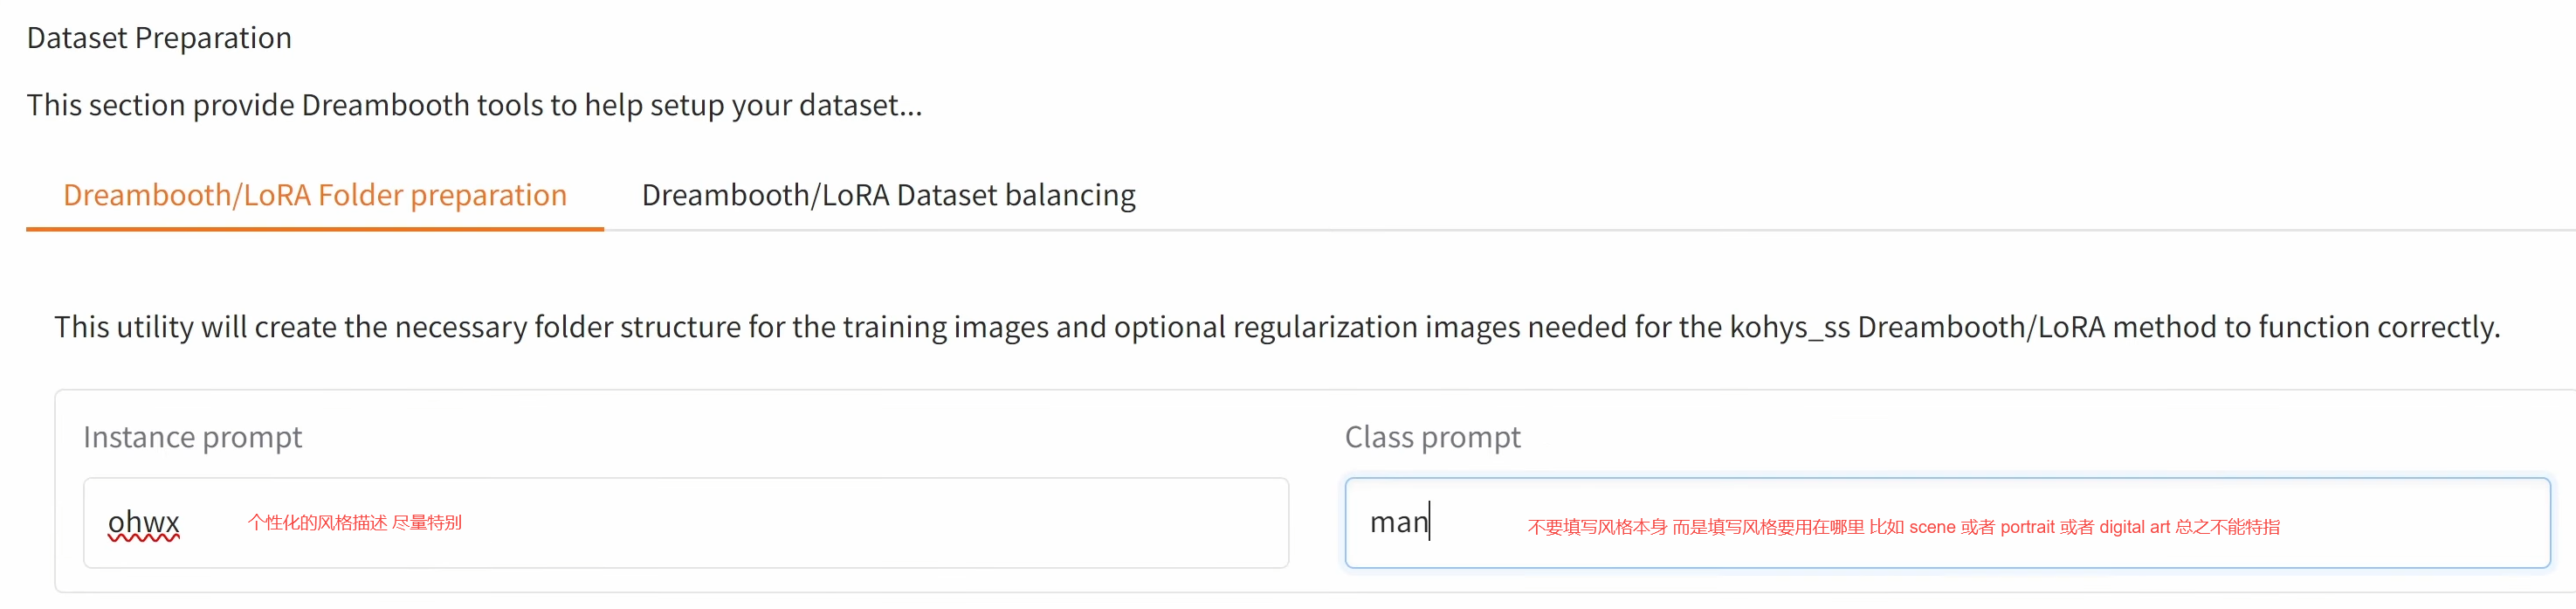 Dataset Preparation
This section provide Dreambooth tools to help setup your dataset...
Dreambooth/LoRA Folder preparation
Dreambooth/LoRA Dataset balancing
This utility will create the necessary folder structure for the training images and optional regularization images needed for the kohys_ss Dreambooth/LoRA method to function correctly.
Instance prompt
Class prompt
ohwx
个性化的风格描述 尽量特别
man
不要填写风格本身 而是填写风格要用在哪里 比如 scene 或者 portrait 或者 digital art 总之不能特指